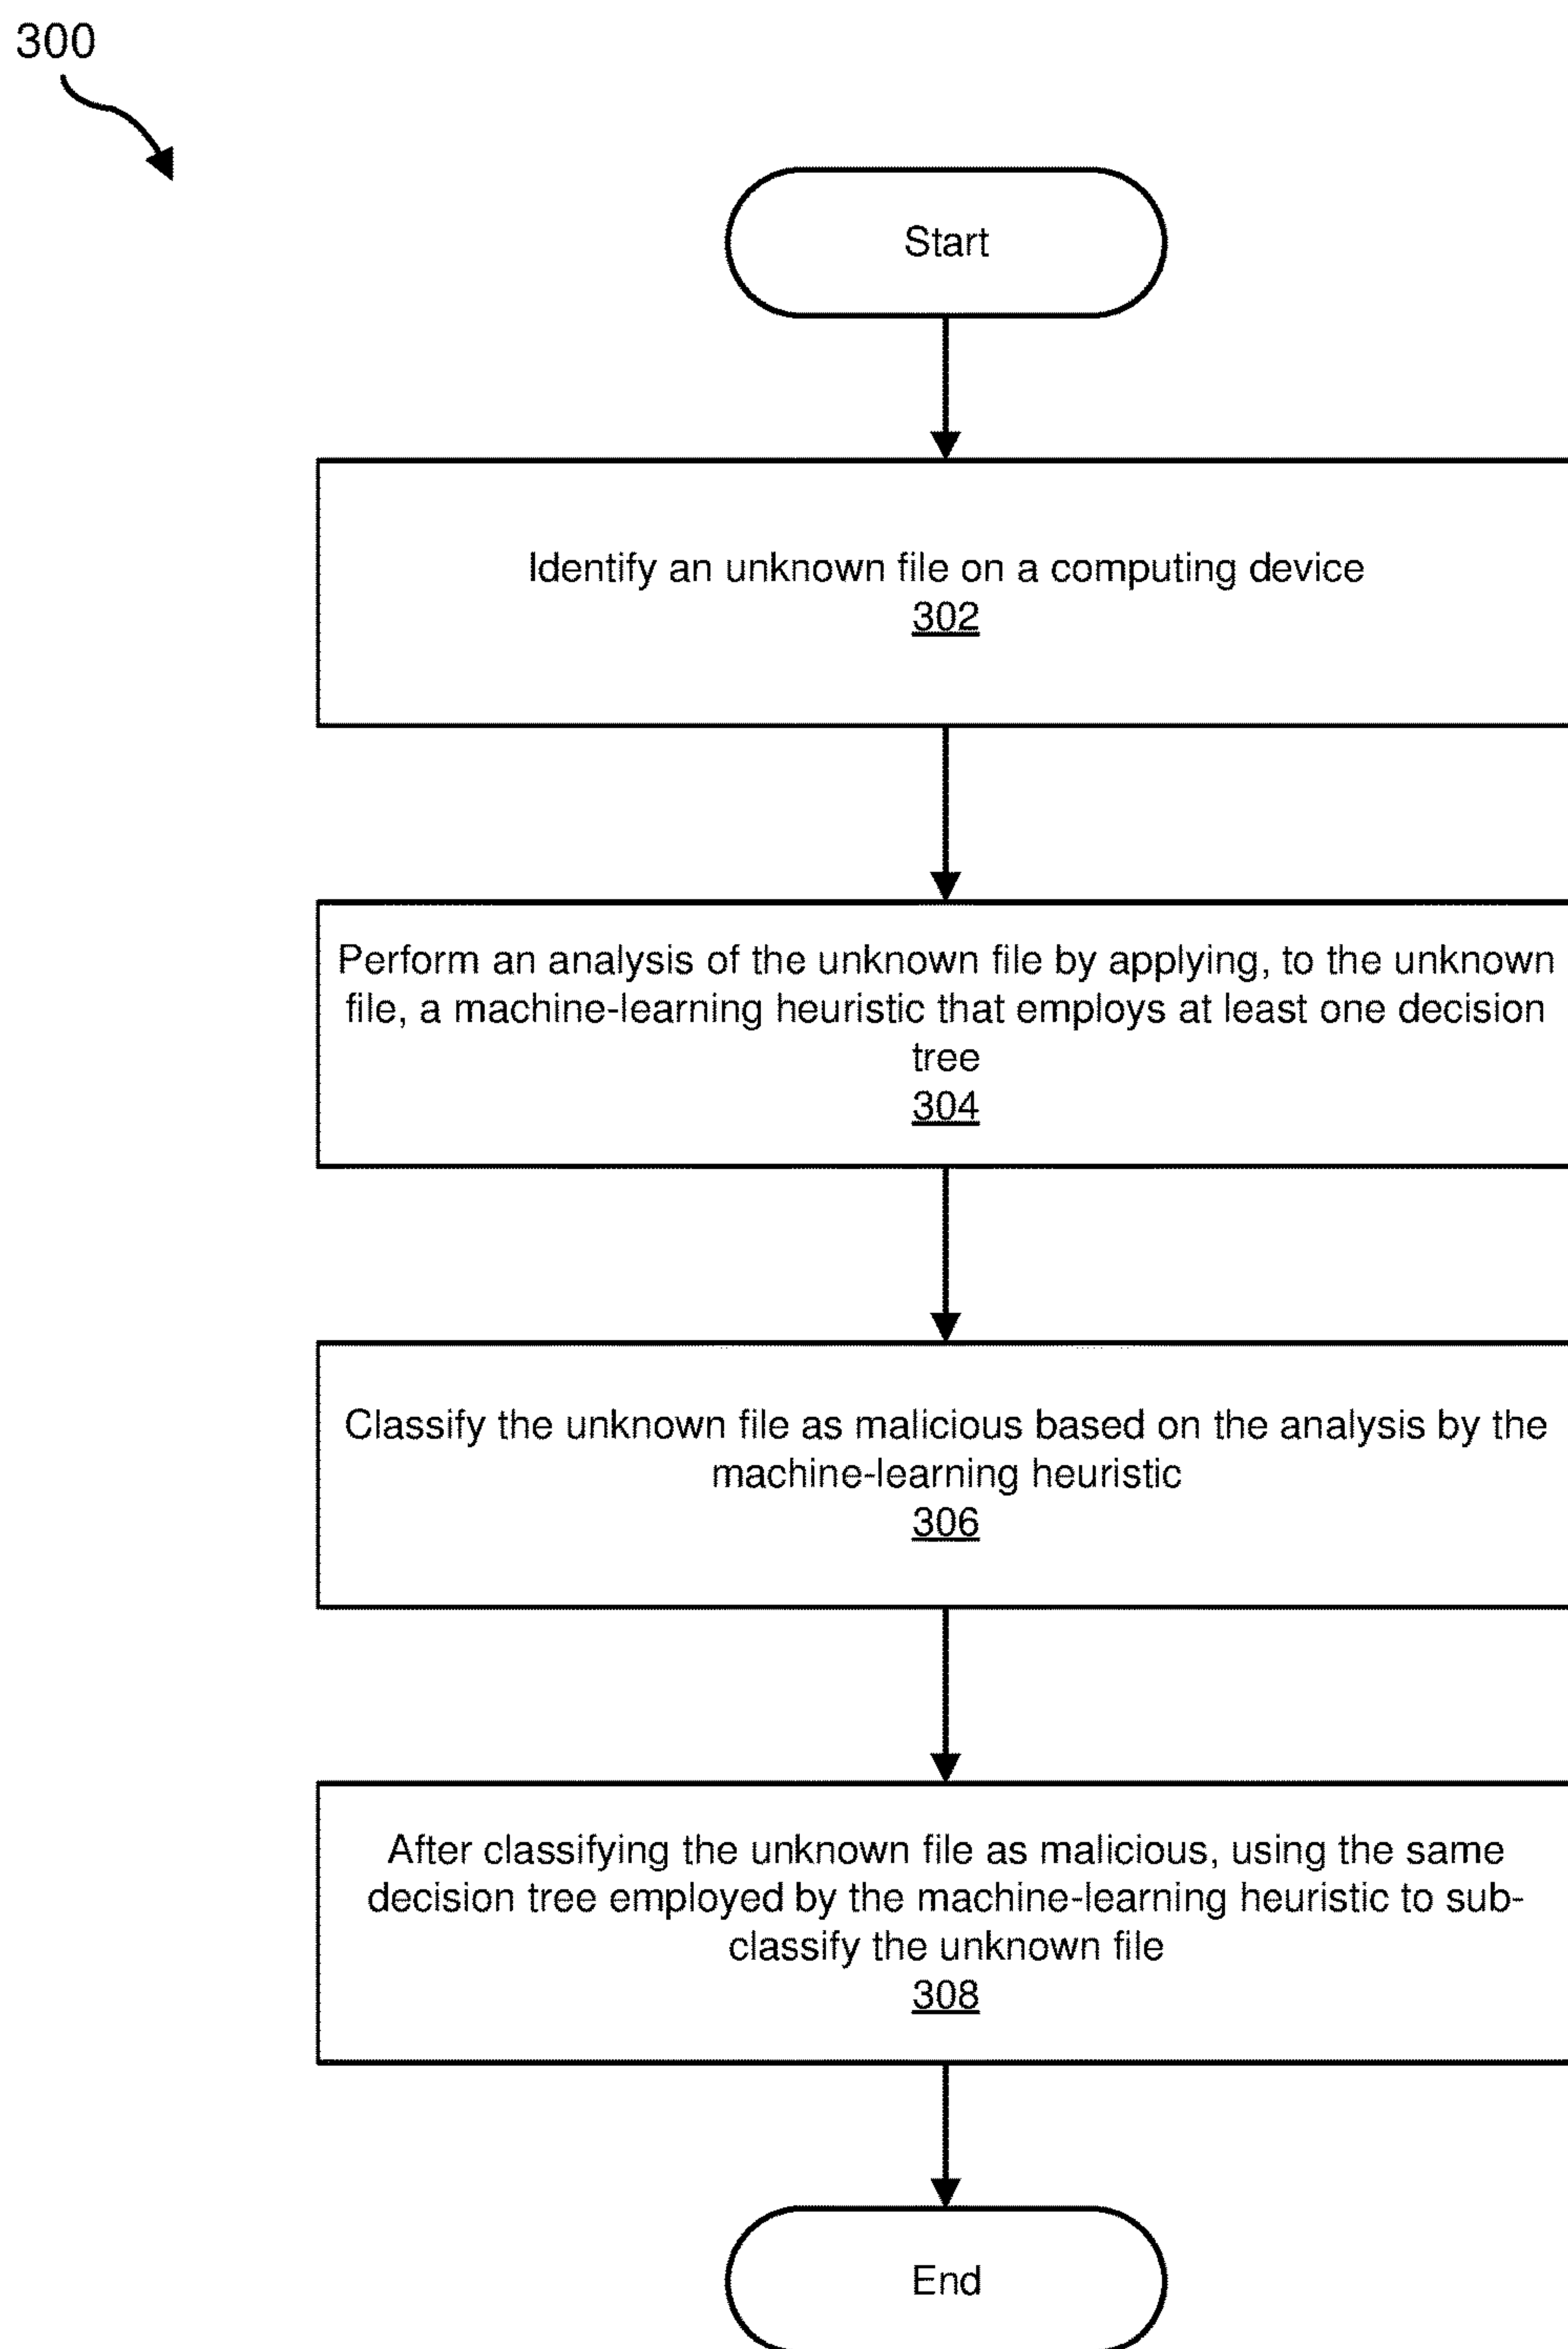 300
Start
Identify an unknown file on a computing device
302
Perform an analysis of the unknown file by applying, to the unknown
file, a machine-learning heuristic that employs at least one decision
tree
304
Classify the unknown file as malicious based on the analysis by the
machine-learning heuristic
306
After classifying the unknown file as malicious, using the same
decision tree employed by the machine-learning heuristic to sub-
classify the unknown file
308
End